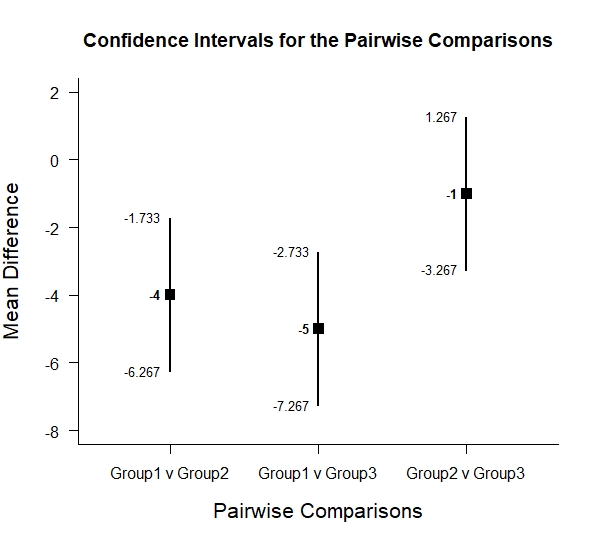 Confidence Intervals for the Pairwise Comparisons
2
0
-2
-4
-6
-8
Mean Difference
-1.733
-4
-6.267
-2.733
-5
-7.267
1.267
-1
-3.267
Group1 v Group2
Group1 v Group3
Group2 v Group3
Pairwise Comparisons